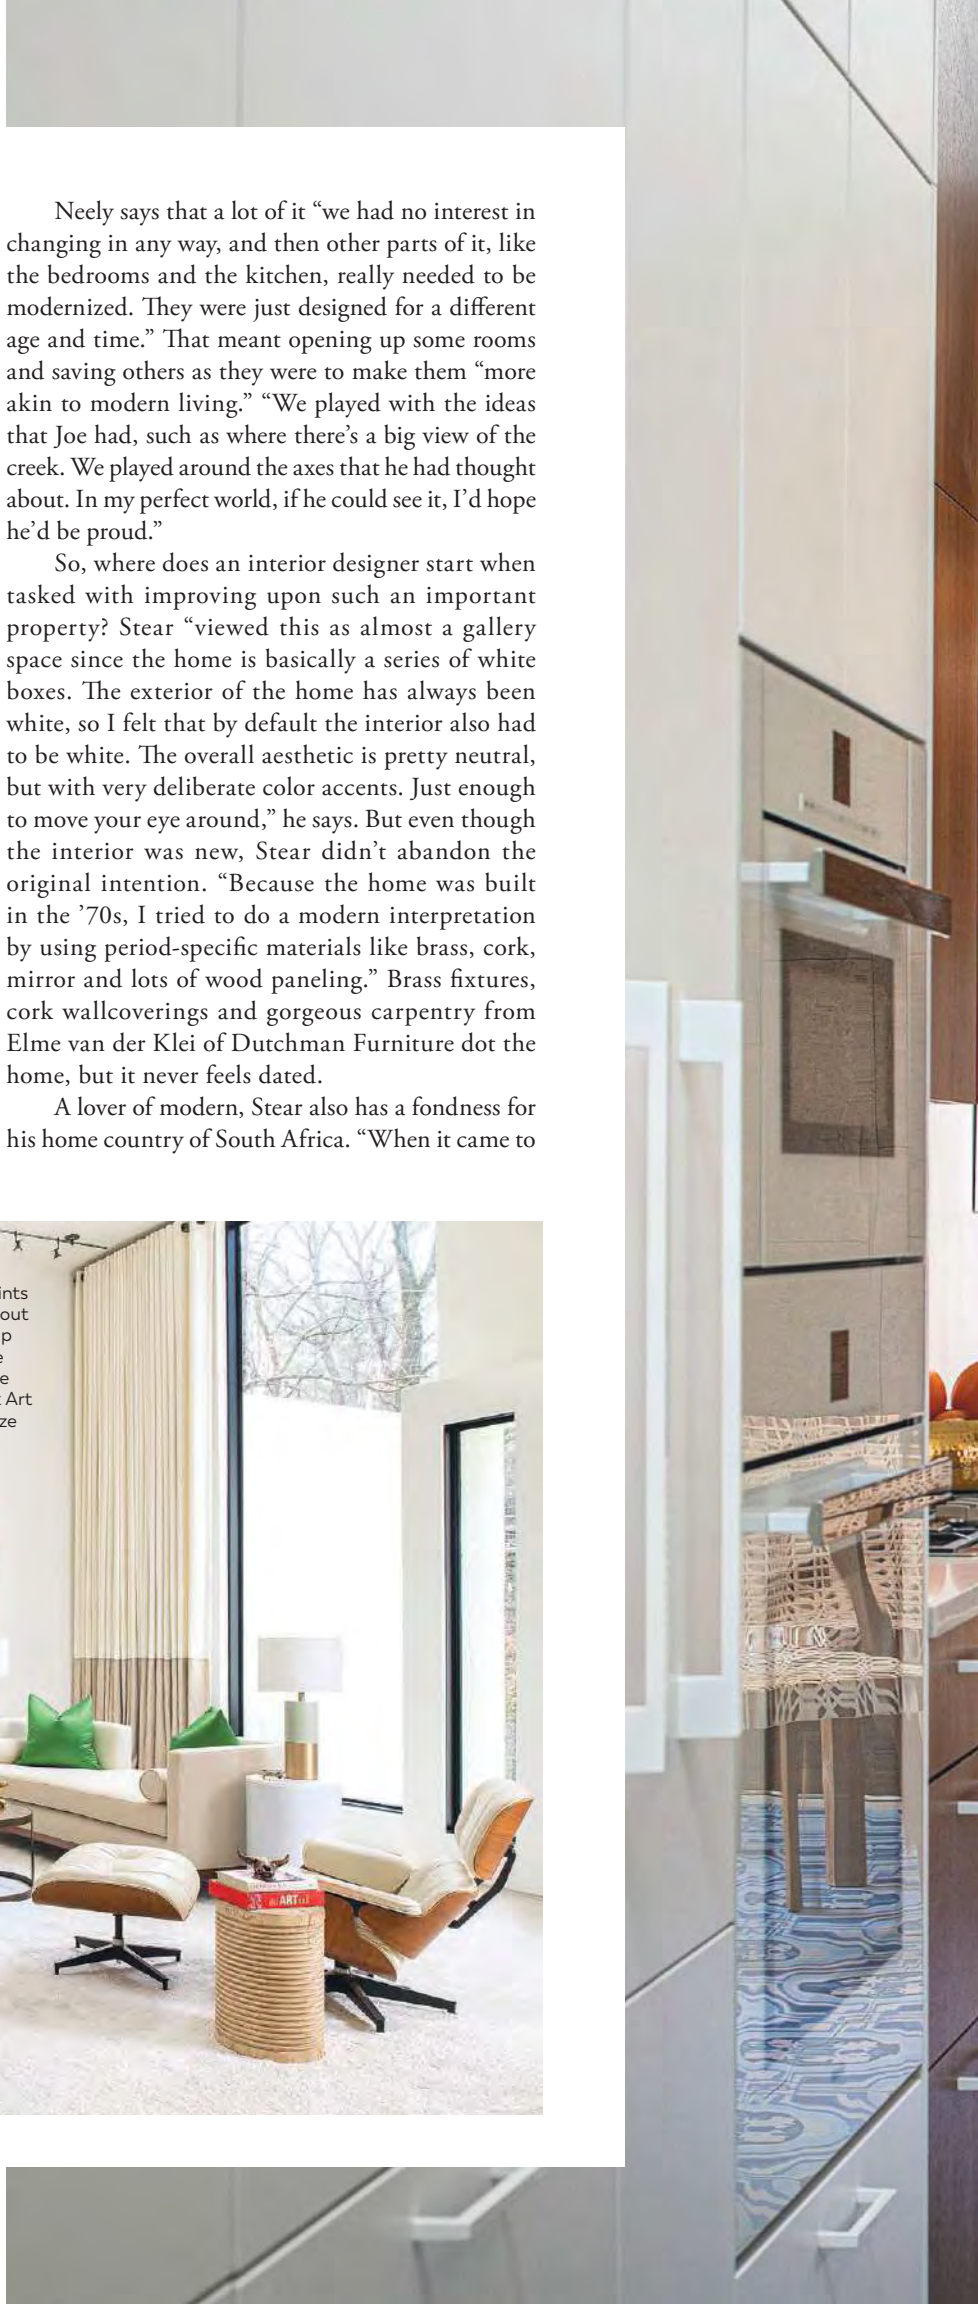 Neely says that a lot of it “we had no interest in
changing in any way, and then other parts of it, like
the bedrooms and the kitchen, really needed to be
modernized. They were just designed for a different
age and time.” That meant opening up some rooms
and saving others as they were to make them “more
akin to modern living.” “We played with the ideas
that Joe had, such as where there’s a big view of the
creek. We played around the axes that he had thought
about. In my perfect world, if he could see it, I’d hope
he’d be proud.”
So, where does an interior designer start when
tasked with improving upon such an important
property? Stear “viewed this as almost a gallery
space since the home is basically a series of white
boxes. The exterior of the home has always been
white, so I felt that by default the interior also had
to be white. The overall aesthetic is pretty neutral,
but with very deliberate color accents. Just enough
to move your eye around,” he says. But even though
the interior was new, Stear didn’t abandon the
original intention. “Because the home was built
in the ’70s, I tried to do a modern interpretation
by using period-specific materials like brass, cork,
mirror and lots of wood paneling.” Brass fixtures,
cork wallcoverings and gorgeous carpentry from
Elme van der Klei of Dutchman Furniture dot the
home, but it never feels dated.
A lover of modern, Stear also has a fondness for
his home country of South Africa. “When it came to
ints
out
p
e
e
Art
ze
ART